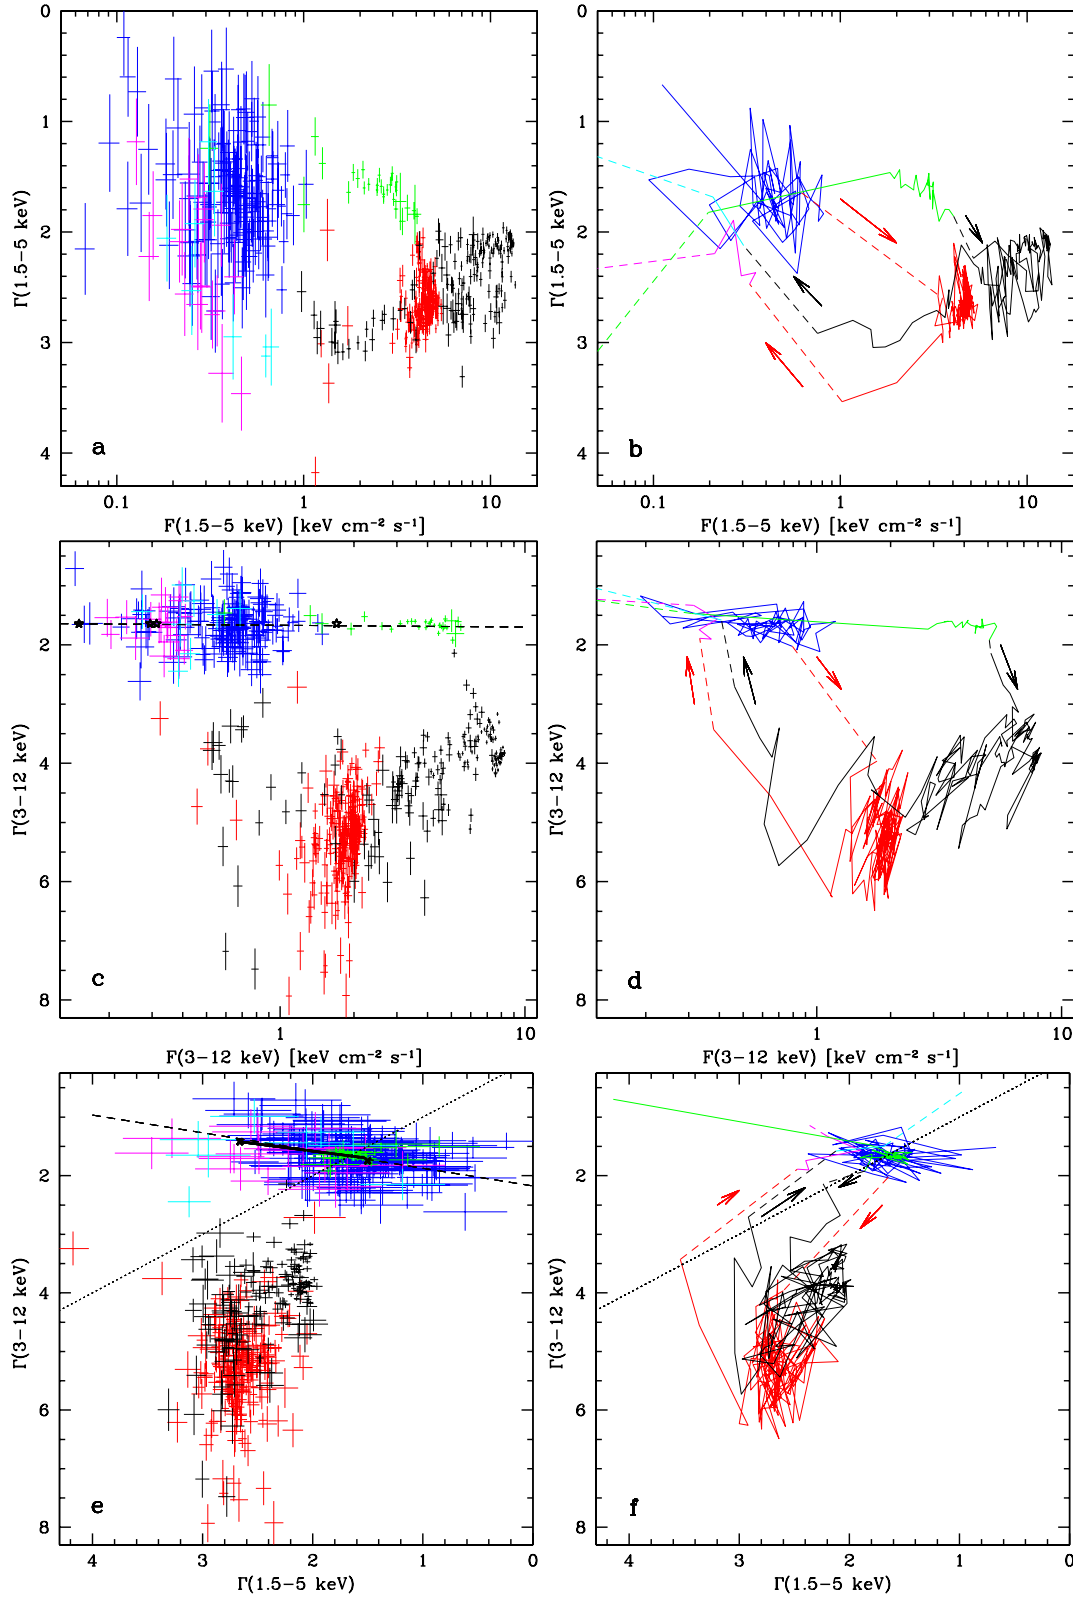 0
1
2
3
4
Γ(1.5−5 keV)
a
0.1 1 10
F(1.5−5 keV) [keV cm⁻² s⁻¹]
0
1
2
3
4
Γ(1.5−5 keV)
b
0.1 1 10
F(1.5−5 keV) [keV cm⁻² s⁻¹]
2
4
6
8
Γ(3−12 keV)
c
1 10
F(3−12 keV) [keV cm⁻² s⁻¹]
2
4
6
8
Γ(3−12 keV)
d
1 10
F(3−12 keV) [keV cm⁻² s⁻¹]
2
4
6
8
Γ(3−12 keV)
e
4 3 2 1 0
Γ(1.5−5 keV)
2
4
6
8
Γ(3−12 keV)
f
4 3 2 1 0
Γ(1.5−5 keV)